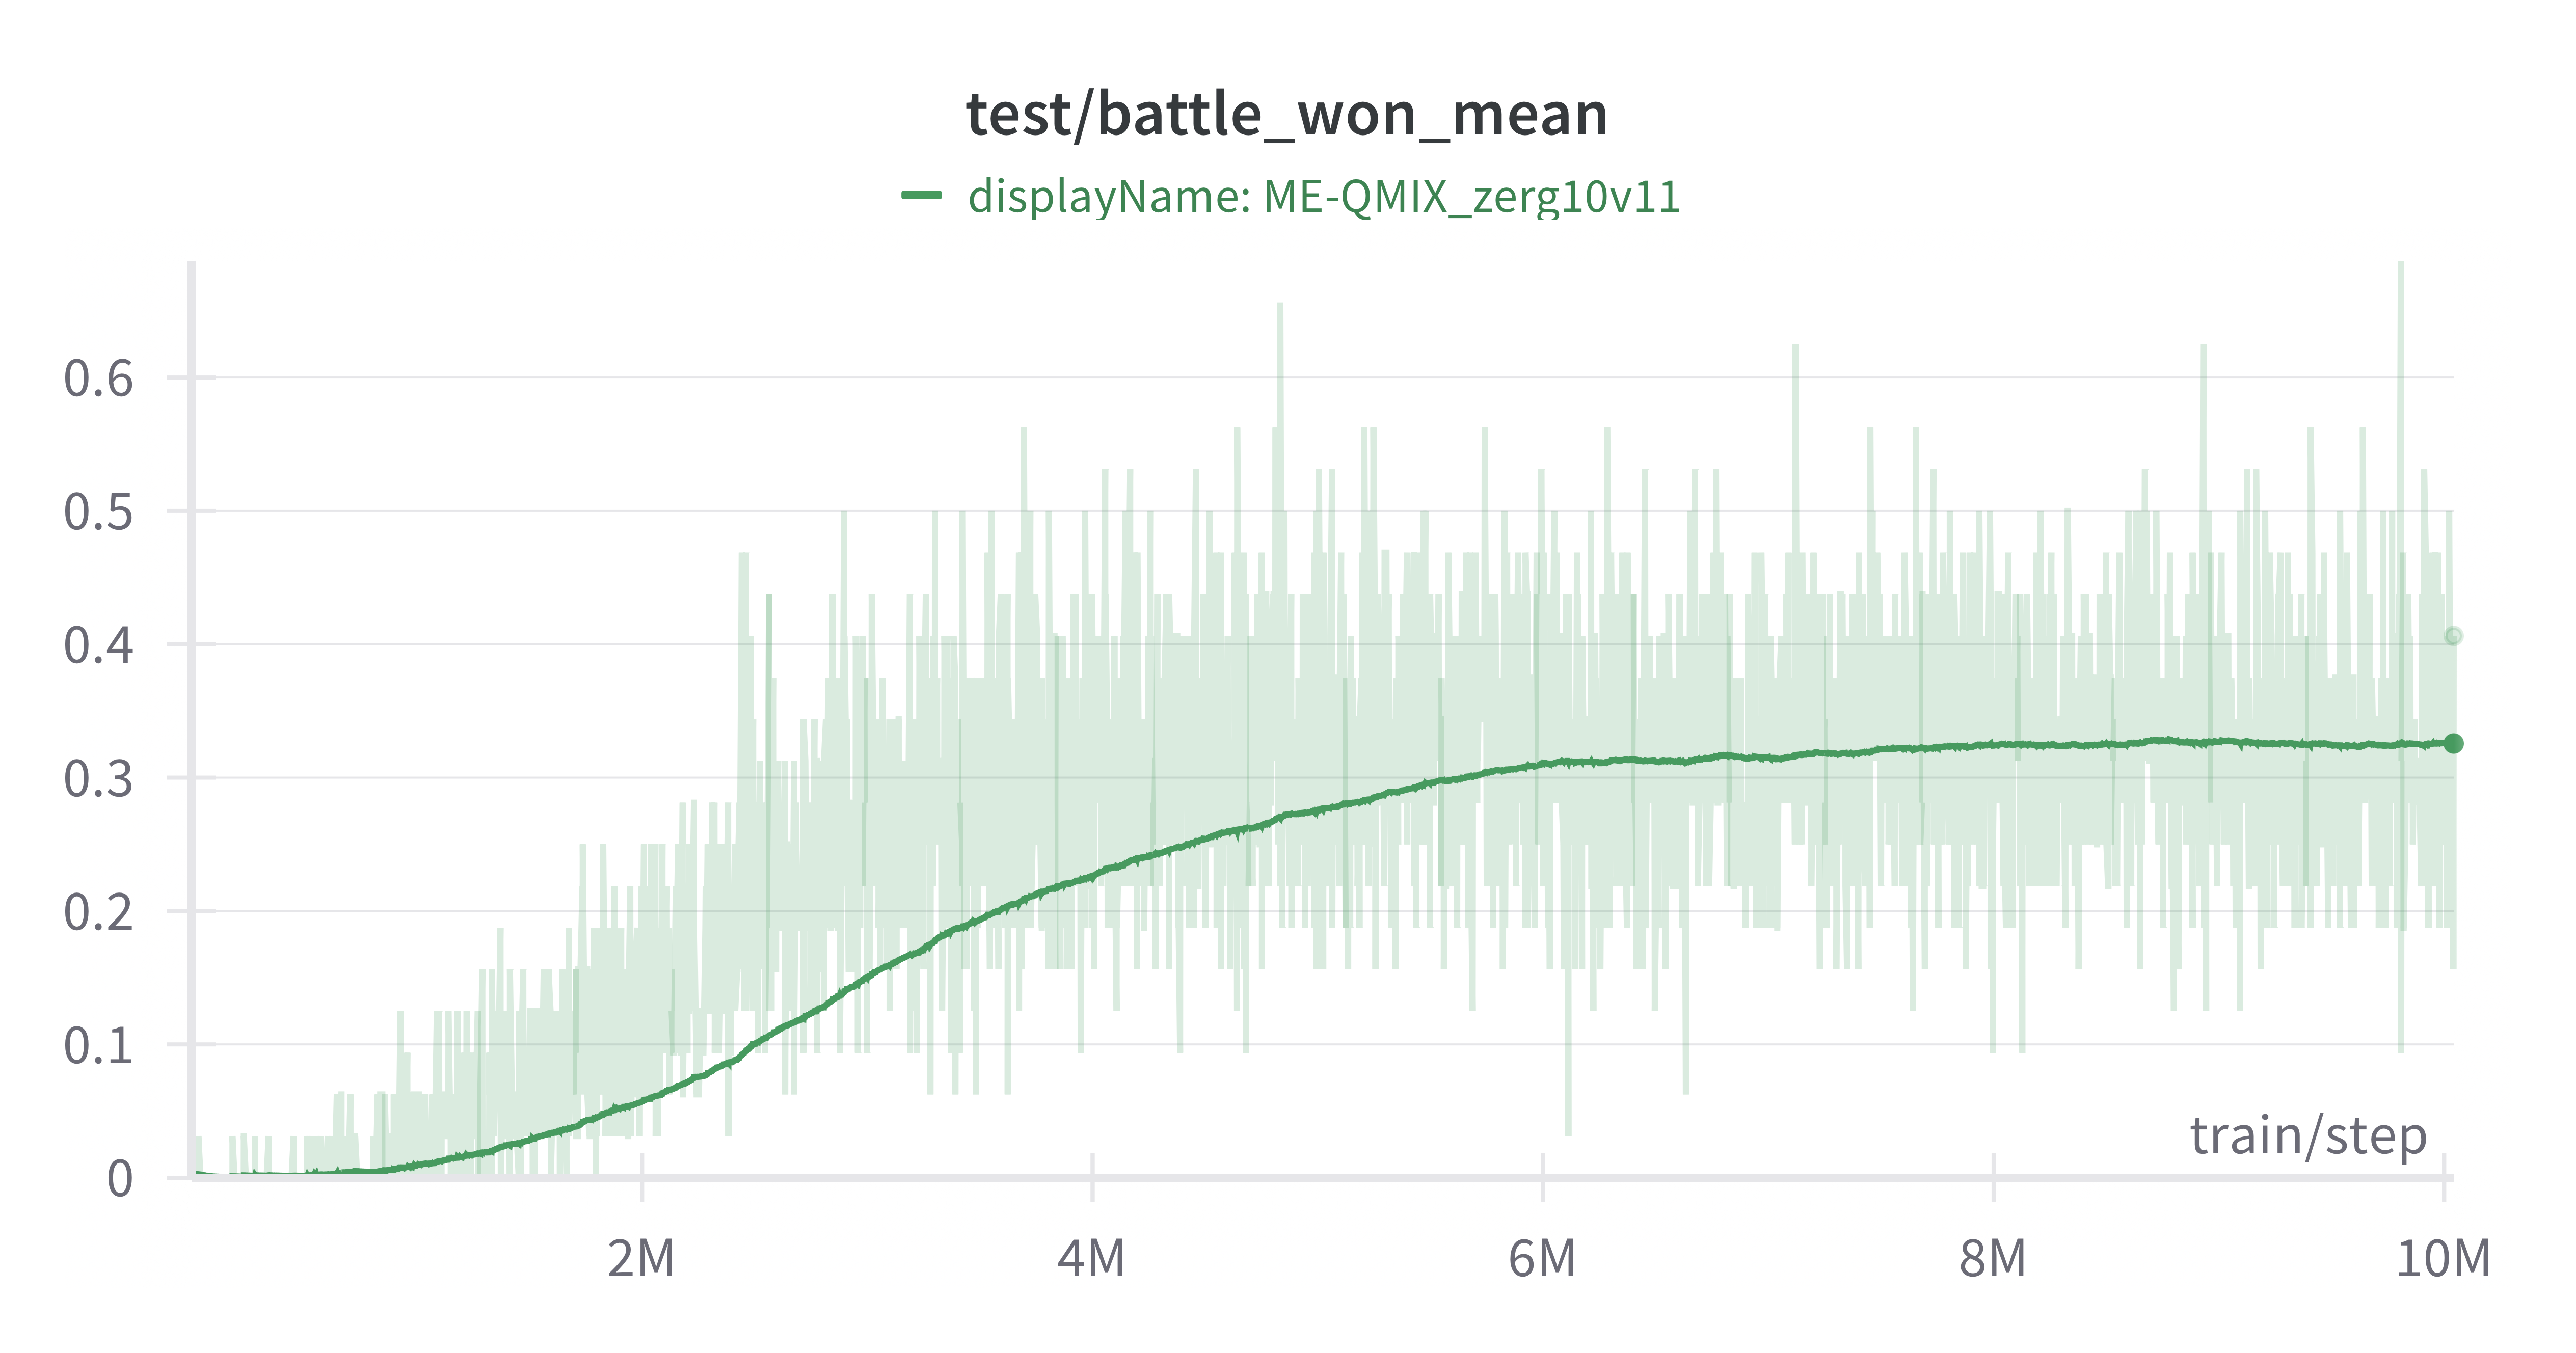 test/battle_won_mean
displayName: ME-QMIX_zerg10v11
0.6
0.5
0.4
0.3
0.2
0.1
0
train/step
2M 4M 6M 8M 10M